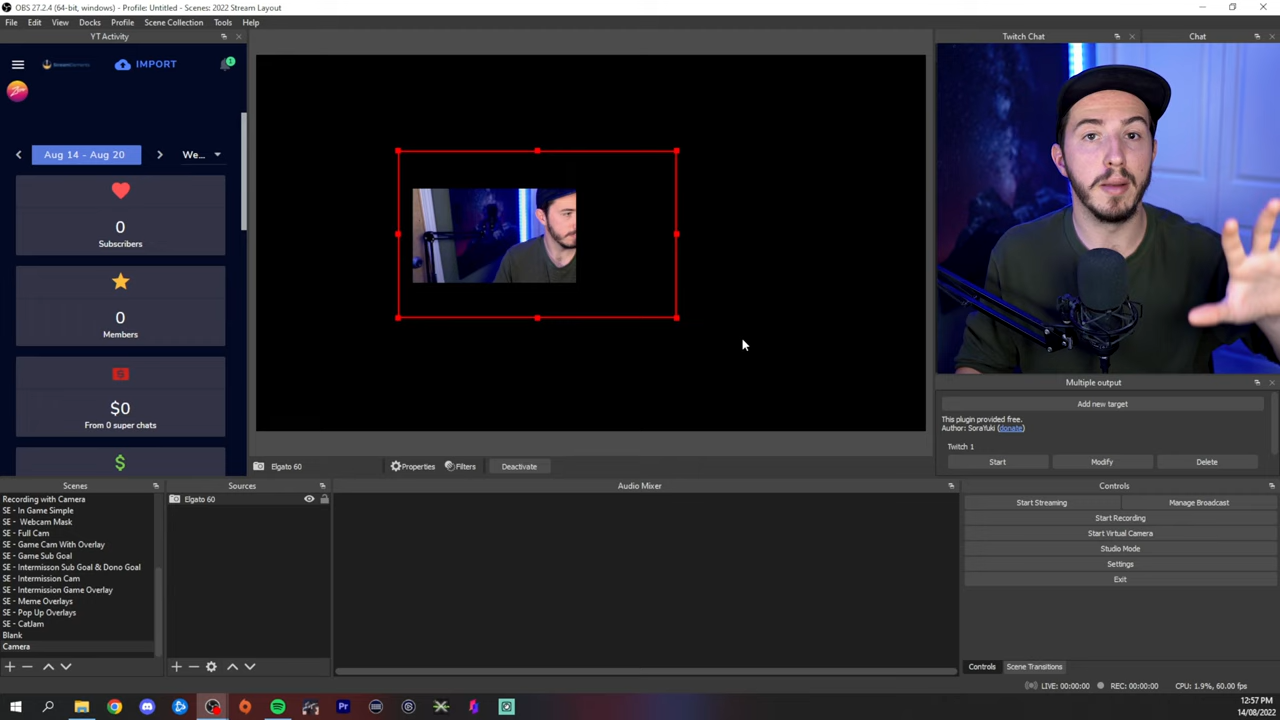 OBS 27.2.4 (64-bit, windows) - Profile: Untitled - Scenes: 2022 Stream Layout
File Edit View Docks Profile Scene Collection Tools Help
YT Activity
IMPORT
1
Aug 14 - Aug 20
We...
0
Subscribers
0
Members
$0
From 0 super chats
Elgato 60
Properties
Filters
Deactivate
Twitch Chat
Chat
Multiple output
Add new target
This plugin provided free.
Author: SoraYuki (donate)
Twitch 1
Start
Modify
Delete
Scenes
Recording with Camera
SE - In Game Simple
SE - Webcam Mask
SE - Full Cam
SE - Game Cam With Overlay
SE - Game Sub Goal
SE - Intermisson Sub Goal & Dono Goal
SE - Intermission Cam
SE - Intermission Game Overlay
SE - Meme Overlays
SE - Pop Up Overlays
SE - CatJam
Blank
Camera
Sources
Elgato 60
Audio Mixer
Controls
Start Streaming
Manage Broadcast
Start Recording
Start Virtual Camera
Studio Mode
Settings
Exit
Controls
Scene Transitions
LIVE: 00:00:00
REC: 00:00:00
CPU: 1.9%, 60.00 fps
Pr
12:57 PM
14/08/2022